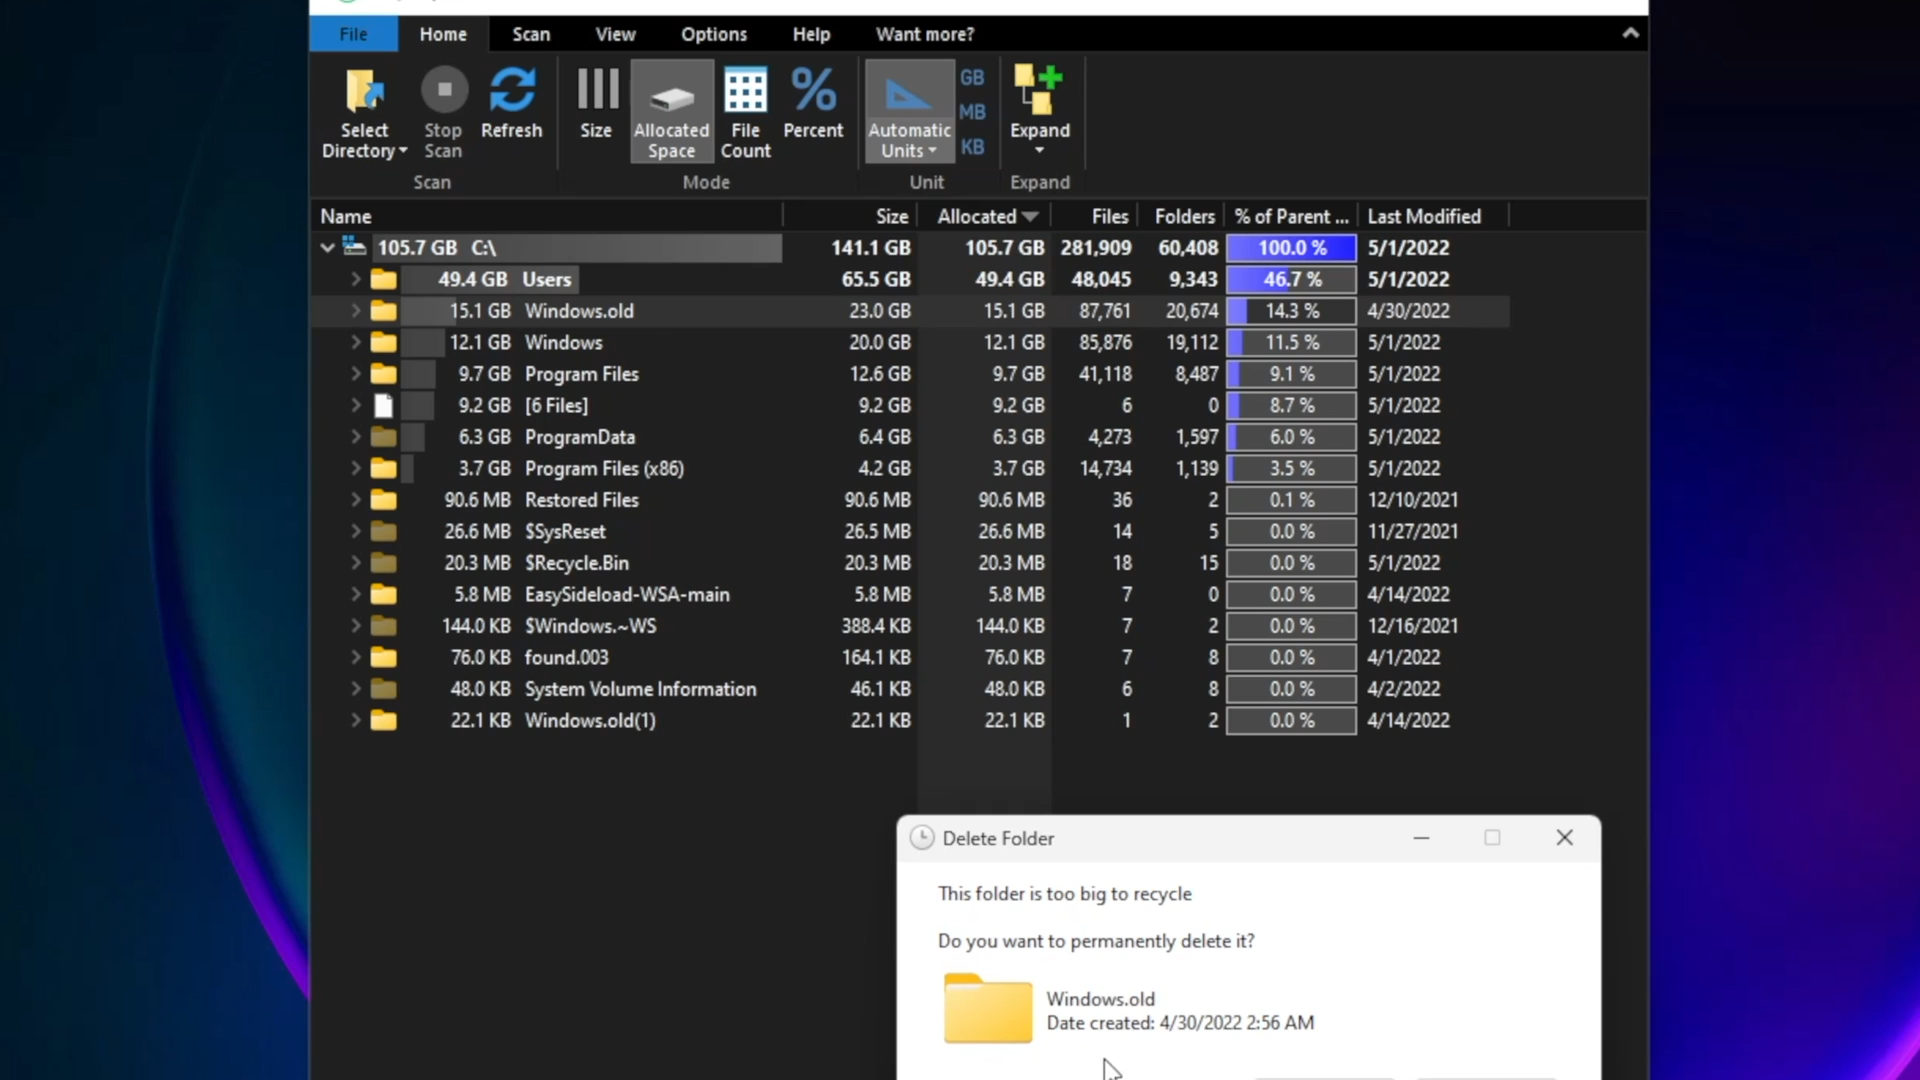 File Home Scan View Options Help Want more?
Select Directory Stop Scan Refresh Size Allocated Space File Count Percent Automatic Units GB MB KB Expand
Scan Mode Unit Expand
Name Size Allocated Files Folders % of Parent ... Last Modified
105.7 GB C:\ 141.1 GB 105.7 GB 281,909 60,408 100.0 % 5/1/2022
49.4 GB Users 65.5 GB 49.4 GB 48,045 9,343 46.7 % 5/1/2022
15.1 GB Windows.old 23.0 GB 15.1 GB 87,761 20,674 14.3 % 4/30/2022
12.1 GB Windows 20.0 GB 12.1 GB 85,876 19,112 11.5 % 5/1/2022
9.7 GB Program Files 12.6 GB 9.7 GB 41,118 8,487 9.1 % 5/1/2022
9.2 GB [6 Files] 9.2 GB 9.2 GB 6 0 8.7 % 5/1/2022
6.3 GB ProgramData 6.4 GB 6.3 GB 4,273 1,597 6.0 % 5/1/2022
3.7 GB Program Files (x86) 4.2 GB 3.7 GB 14,734 1,139 3.5 % 5/1/2022
90.6 MB Restored Files 90.6 MB 90.6 MB 36 2 0.1 % 12/10/2021
26.6 MB $SysReset 26.5 MB 26.6 MB 14 5 0.0 % 11/27/2021
20.3 MB $Recycle.Bin 20.3 MB 20.3 MB 18 15 0.0 % 5/1/2022
5.8 MB EasySideload-WSA-main 5.8 MB 5.8 MB 7 0 0.0 % 4/14/2022
144.0 KB $Windows.~WS 388.4 KB 144.0 KB 7 2 0.0 % 12/16/2021
76.0 KB found.003 164.1 KB 76.0 KB 7 8 0.0 % 4/1/2022
48.0 KB System Volume Information 46.1 KB 48.0 KB 6 8 0.0 % 4/2/2022
22.1 KB Windows.old(1) 22.1 KB 22.1 KB 1 2 0.0 % 4/14/2022
Delete Folder
This folder is too big to recycle
Do you want to permanently delete it?
Windows.old
Date created: 4/30/2022 2:56 AM